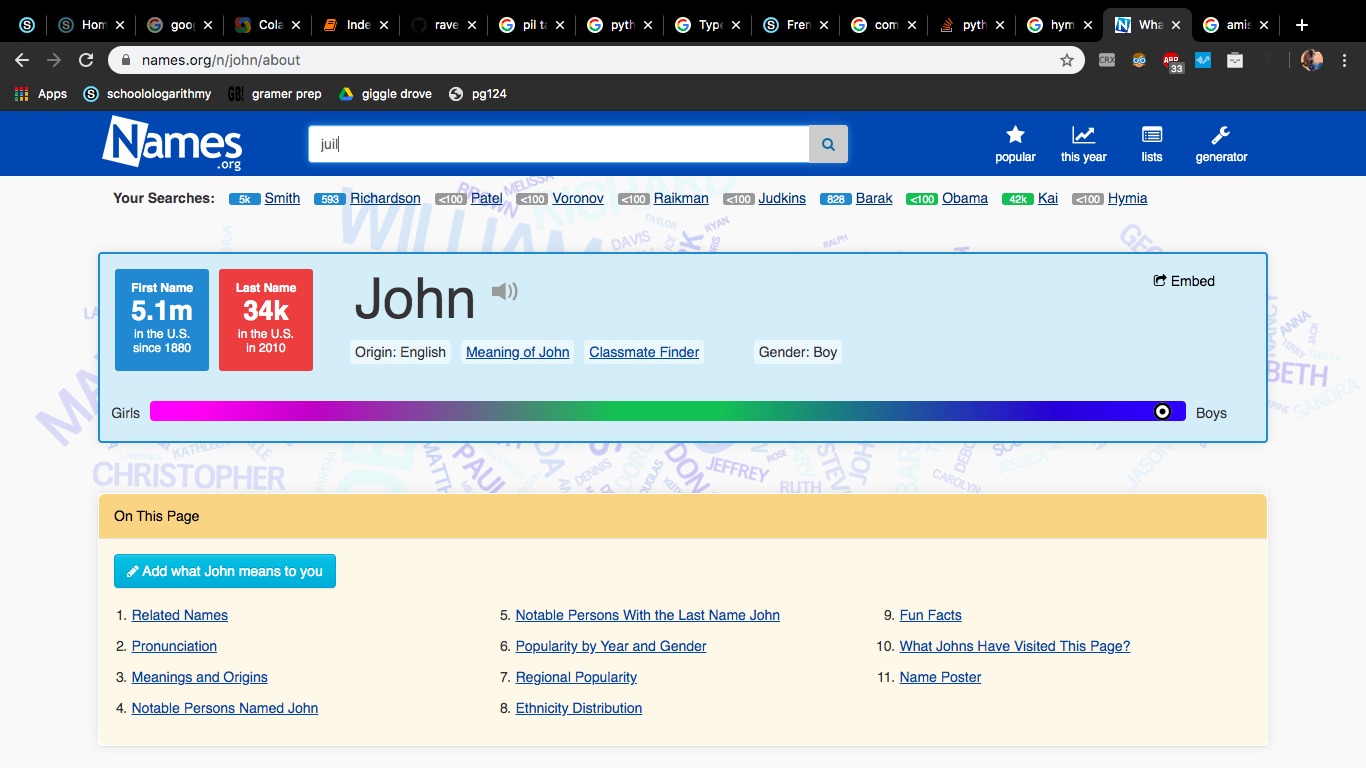 Hom goo Cola Inde rave pil ta pyth Type Fren com pyth hym Wha amis
names.org/n/john/about
CRX ABP 33
Apps schoolologarithmy GB! gramer prep giggle drove pg124
Names.org juil popular this year lists generator
Your Searches: 5k Smith 593 Richardson <100 Patel <100 Voronov <100 Raikman <100 Judkins 828 Barak <100 Obama 42k Kai <100 Hymia
First Name
5.1m
in the U.S.
since 1880
Last Name
34k
in the U.S.
in 2010
John
Embed
Origin: English Meaning of John Classmate Finder Gender: Boy
Girls Boys
On This Page
Add what John means to you
1. Related Names
2. Pronunciation
3. Meanings and Origins
4. Notable Persons Named John
5. Notable Persons With the Last Name John
6. Popularity by Year and Gender
7. Regional Popularity
8. Ethnicity Distribution
9. Fun Facts
10. What Johns Have Visited This Page?
11. Name Poster
BROWN
MELISSA
RICHARD
WILLIAM
DAVIS
TAYLOR
RYAN
RALPH
ANNA
JACK
TERRY
TERESA
BETH
SANDRA
CHRISTOPHER
MARTHA
PAUL
DENNIS
DOUGLAS
DON
JEFFREY
ROSE
RUTH
STEV
CAROLYN
JESSICA
JASON